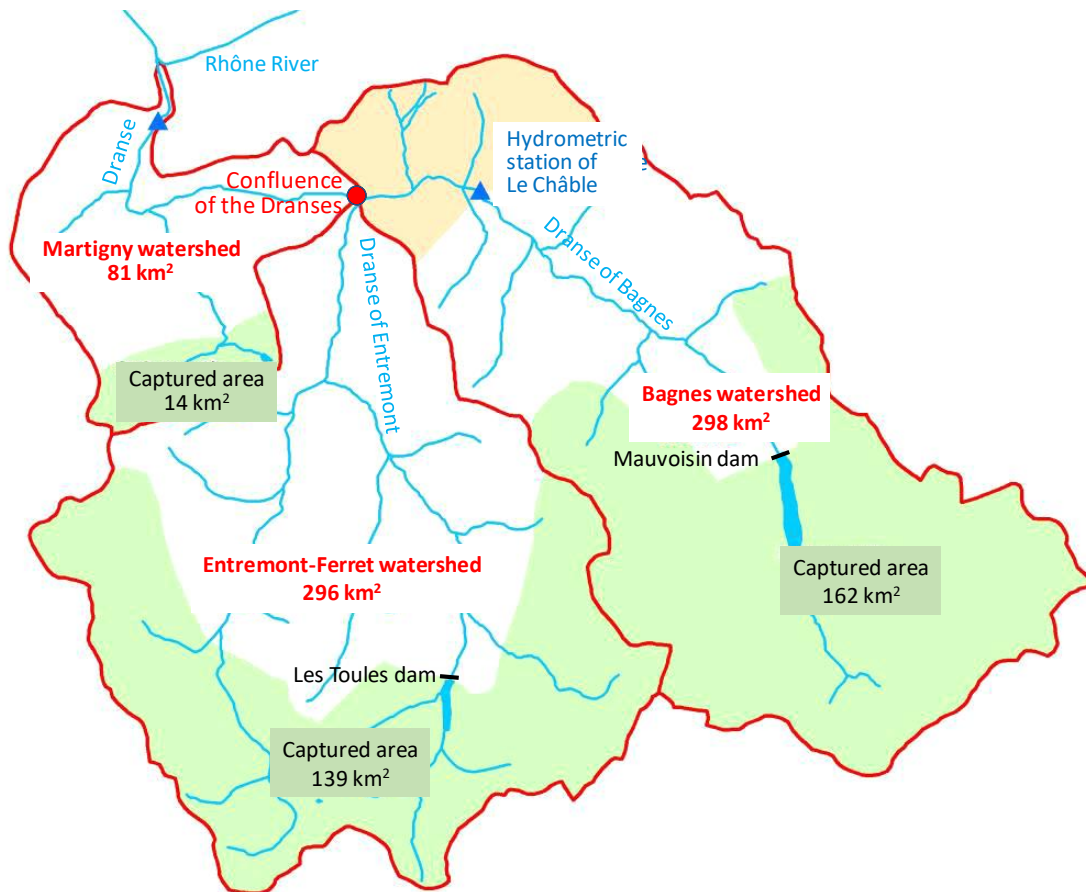 Rhône River
Dranse
Hydrometric
station of
Le Châble
Confluence
of the Dranses
Martigny watershed
81 km²
Dranse of Bagnes
Dranse of Entremont
Captured area
14 km²
Bagnes watershed
298 km²
Mauvoisin dam
Entremont-Ferret watershed
296 km²
Captured area
162 km²
Les Toules dam
Captured area
139 km²